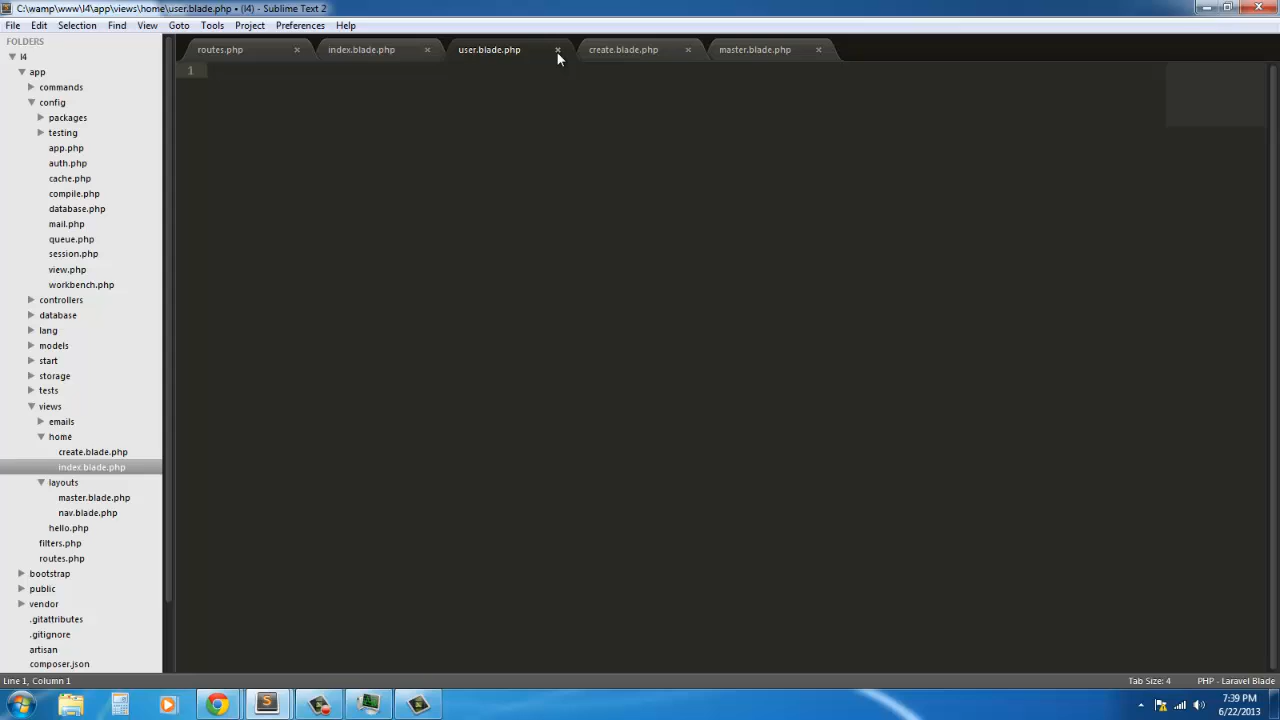 C:\wamp\www\l4\app\views\home\user.blade.php • (l4) - Sublime Text 2
File Edit Selection Find View Goto Tools Project Preferences Help
FOLDERS
l4
app
commands
config
packages
testing
app.php
auth.php
cache.php
compile.php
database.php
mail.php
queue.php
session.php
view.php
workbench.php
controllers
database
lang
models
start
storage
tests
views
emails
home
create.blade.php
index.blade.php
layouts
master.blade.php
nav.blade.php
hello.php
filters.php
routes.php
bootstrap
public
vendor
.gitattributes
.gitignore
artisan
composer.json
routes.php index.blade.php user.blade.php create.blade.php master.blade.php
1
Line 1, Column 1 Tab Size: 4 PHP - Laravel Blade
7:39 PM
6/22/2013